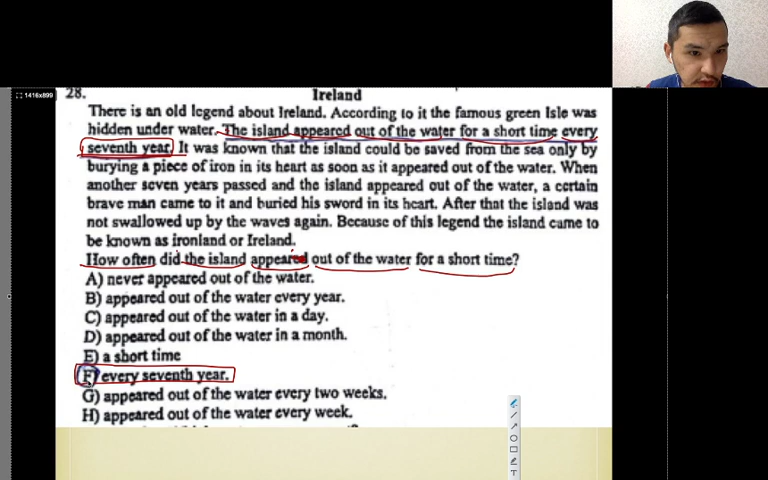 1416x899
28.
Ireland
There is an old legend about Ireland. According to it the famous green Isle was
hidden under water. The island appeared out of the water for a short time every
seventh year. It was known that the island could be saved from the sea only by
burying a piece of iron in its heart as soon as it appeared out of the water. When
another seven years passed and the island appeared out of the water, a certain
brave man came to it and buried his sword in its heart. After that the island was
not swallowed up by the waves again. Because of this legend the island came to
be known as ironland or Ireland.
How often did the island appeared out of the water for a short time?
A) never appeared out of the water.
B) appeared out of the water every year.
C) appeared out of the water in a day.
D) appeared out of the water in a month.
E) a short time
F) every seventh year.
G) appeared out of the water every two weeks.
H) appeared out of the water every week.
T